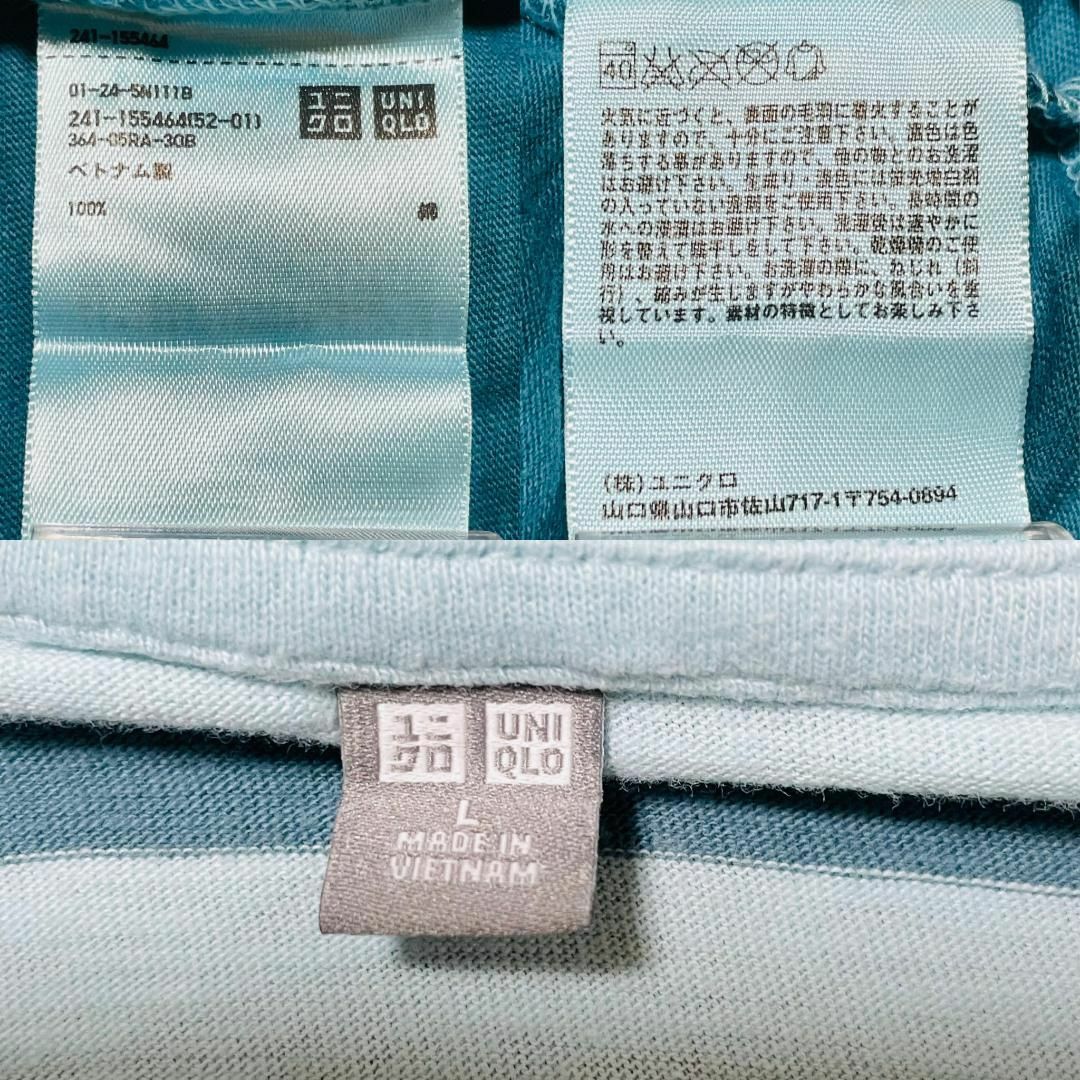 241-155464
01-24-5N111B
241-155464(52-01)
364-05RA-30B
ベトナム製
100% 綿
ユニ
クロ
UNI
QLO
40
火気に近づくと、表面の毛羽に着火することが
ありますので、十分にご注意下さい。濃色は色
落ちする事がありますので、他の物とのお洗濯
はお避け下さい。生成り・淡色には蛍光増白剤
の入っていない洗剤をご使用下さい。長時間の
水への浸漬はお避け下さい。洗濯後は速やかに
形を整えて陰干しをして下さい。乾燥機のご使
用はお避け下さい。お洗濯の際に、ねじれ(斜
行)、縮みが生じますがやわらかな風合いを重
視しています。素材の特徴としてお楽しみ下さ
い。
(株)ユニクロ
山口県山口市佐山717-1〒754-0894
ユニ
クロ
UNI
QLO
L
MADE IN
VIETNAM